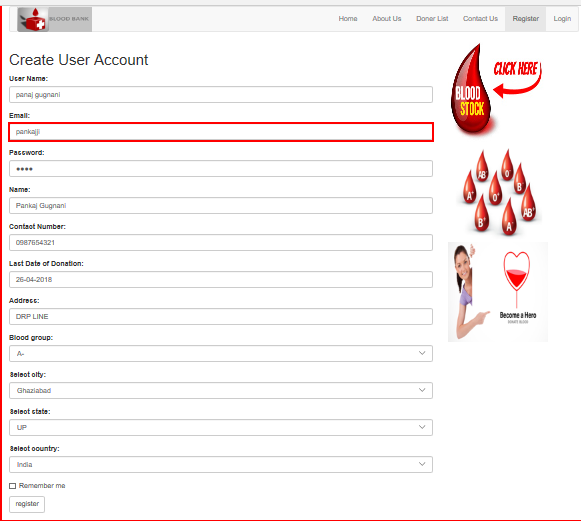 BLOOD BANK
Home About Us Doner List Contact Us Register Login
Create User Account
User Name:
panaj gugnani
Email:
pankajji
Password:
••••
Name:
Pankaj Gugnani
Contact Number:
0987654321
Last Date of Donation:
26-04-2018
Address:
DRP LINE
Blood group:
A-
Select city:
Ghaziabad
Select state:
UP
Select country:
India
Remember me
register
CLICK HERE
BLOOD
STOCK
AB-
O-
B
A-
O+
AB+
B+
A-
Become a Hero
DONATE BLOOD